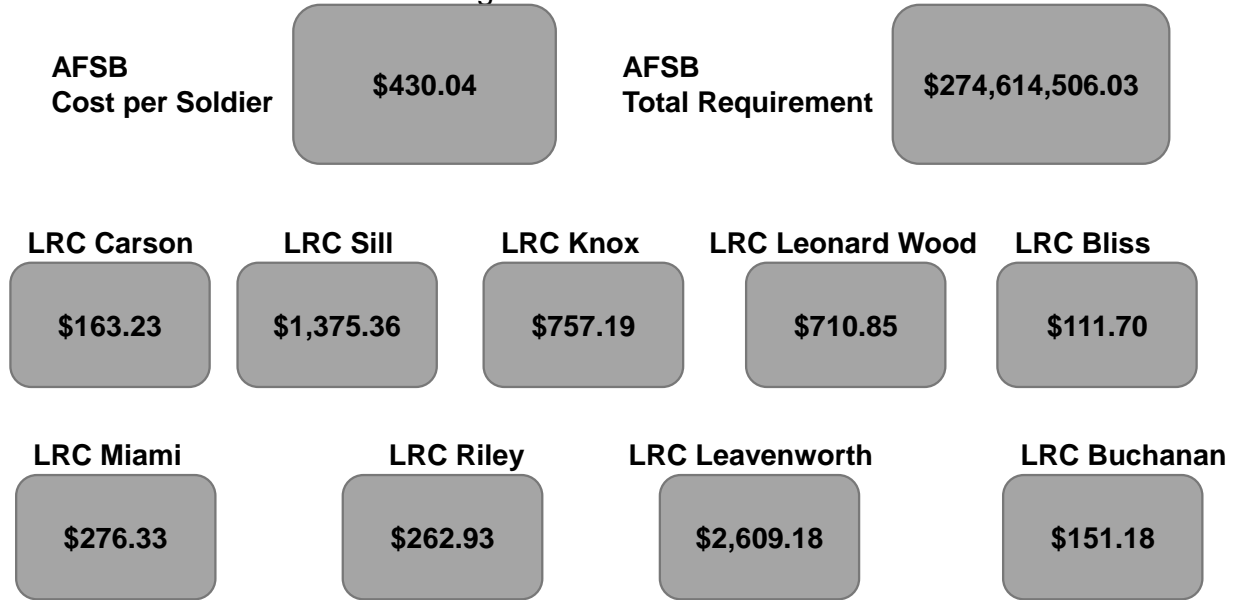 AFSB
Cost per Soldier
$430.04
AFSB
Total Requirement
$274,614,506.03
LRC Carson
LRC Sill
LRC Knox
LRC Leonard Wood
LRC Bliss
$163.23
$1,375.36
$757.19
$710.85
$111.70
LRC Miami
LRC Riley
LRC Leavenworth
LRC Buchanan
$276.33
$262.93
$2,609.18
$151.18